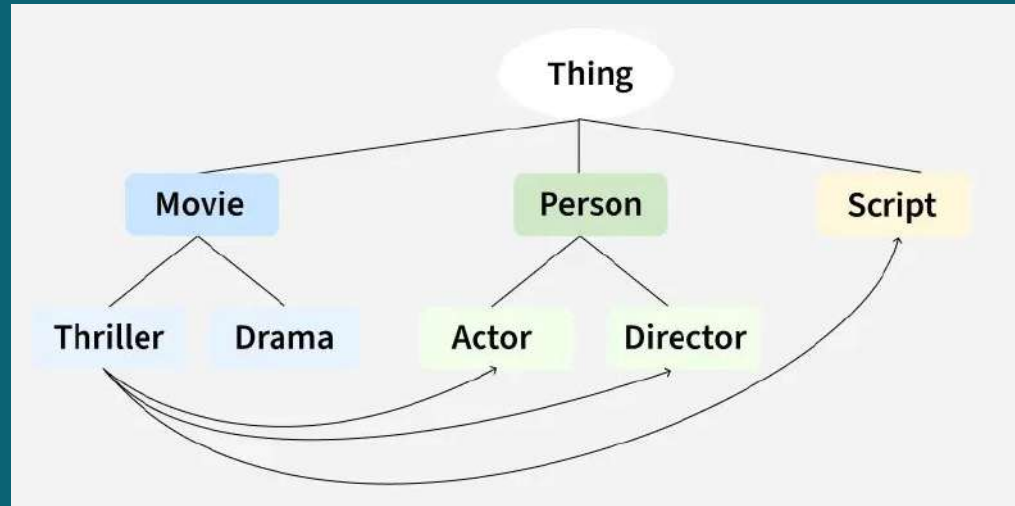 Thing
Movie
Person
Script
Thriller
Drama
Actor
Director